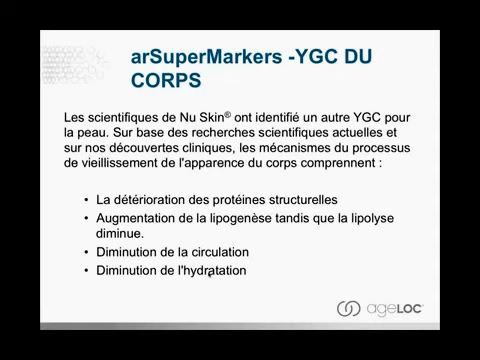 arSuperMarkers -YGC DU
CORPS
Les scientifiques de Nu Skin® ont identifié un autre YGC pour
la peau. Sur base des recherches scientifiques actuelles et
sur nos découvertes cliniques, les mécanismes du processus
de vieillissement de l'apparence du corps comprennent :
• La détérioration des protéines structurelles
• Augmentation de la lipogenèse tandis que la lipolyse
diminue.
• Diminution de la circulation
• Diminution de l'hydratation
ageLOC